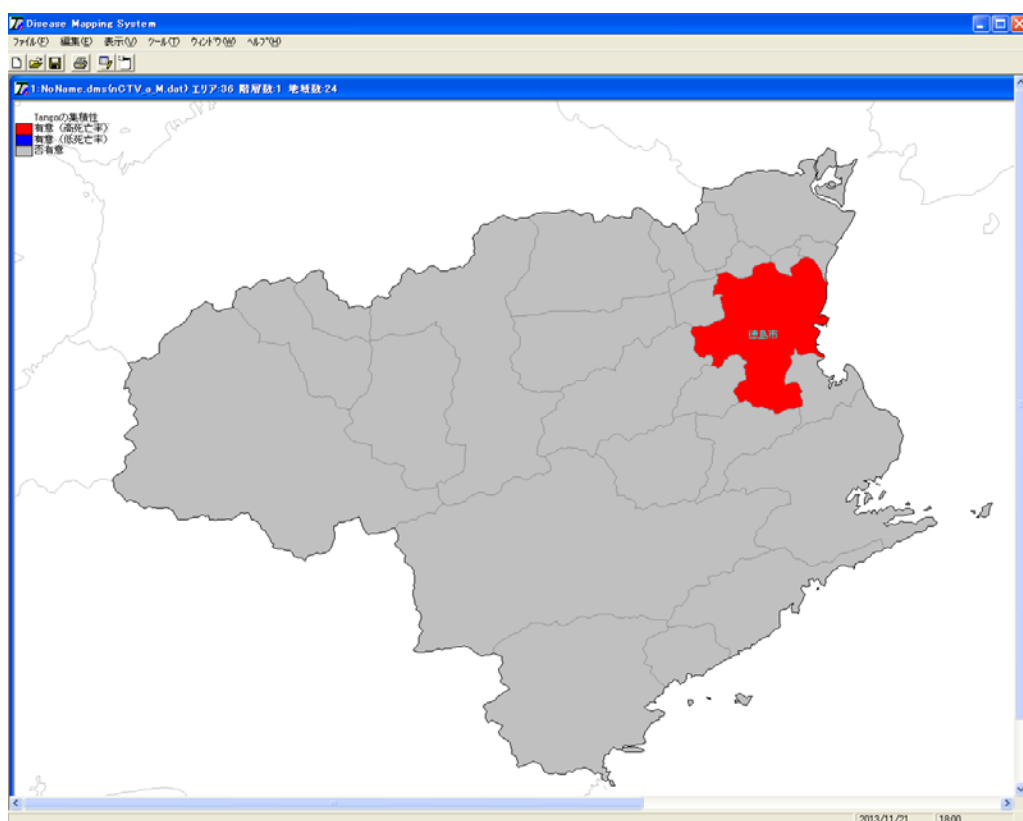 Disease Mapping System
ファイル(F) 編集(E) 表示(V) ツール(T) ウィンドウ(W) ヘルプ(H)
1:NoName.dms(nGTV_a_M.dat) エリア:36 階層数:1 地域数:24
Tangoの集積性
有意（高死亡率）
有意（低死亡率）
否有意
徳島市
2013/11/21 18:00